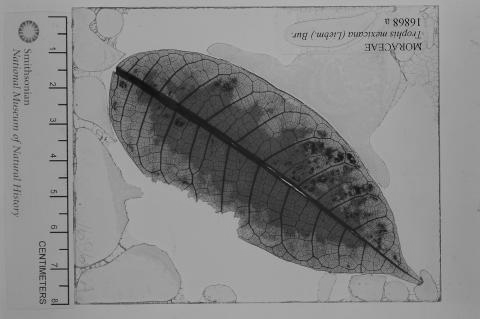 Smithsonian
National Museum of Natural History
1
2
3
4
5
6
7
8
CENTIMETERS
MORACEAE
Trophis mexicana (Liebm.) Bur.
16868 a